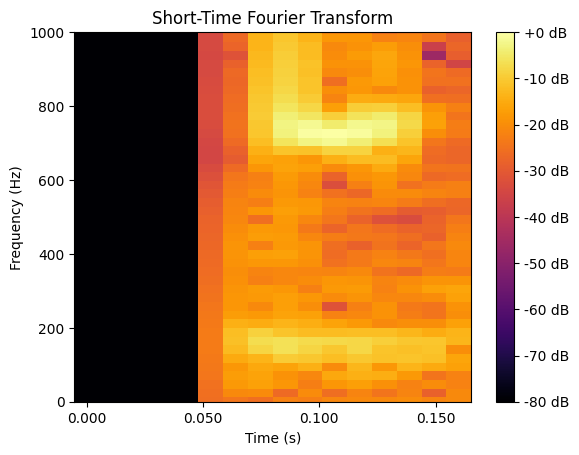 Short-Time Fourier Transform
Frequency (Hz)
1000
800
600
400
200
0
0.000
0.050
0.100
0.150
Time (s)
+0 dB
-10 dB
-20 dB
-30 dB
-40 dB
-50 dB
-60 dB
-70 dB
-80 dB